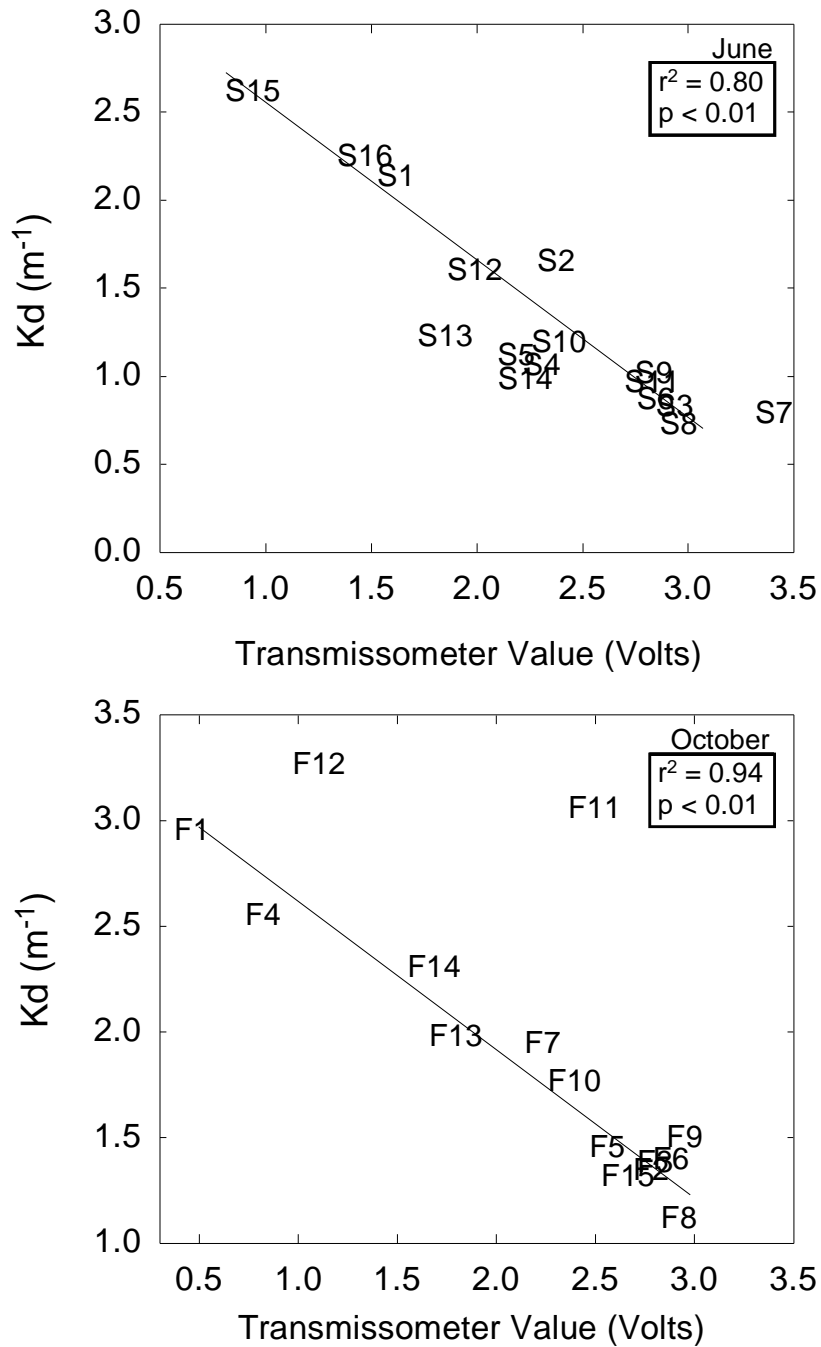 3.0
June
r² = 0.80
p < 0.01
S15
2.5
S16
S1
2.0
S2
S12
1.5
S13
S10
S5
S4
S9
S14
S11
1.0
S6
S3
S7
S8
0.5
0.0
Kd (m⁻¹)
0.5 1.0 1.5 2.0 2.5 3.0 3.5
Transmissometer Value (Volts)
3.5
October
r² = 0.94
p < 0.01
F12
F11
3.0
F1
F4
2.5
F14
F13
F7
2.0
F10
F9
1.5
F5
F6
F2
F15
F8
1.0
Kd (m⁻¹)
0.5 1.0 1.5 2.0 2.5 3.0 3.5
Transmissometer Value (Volts)